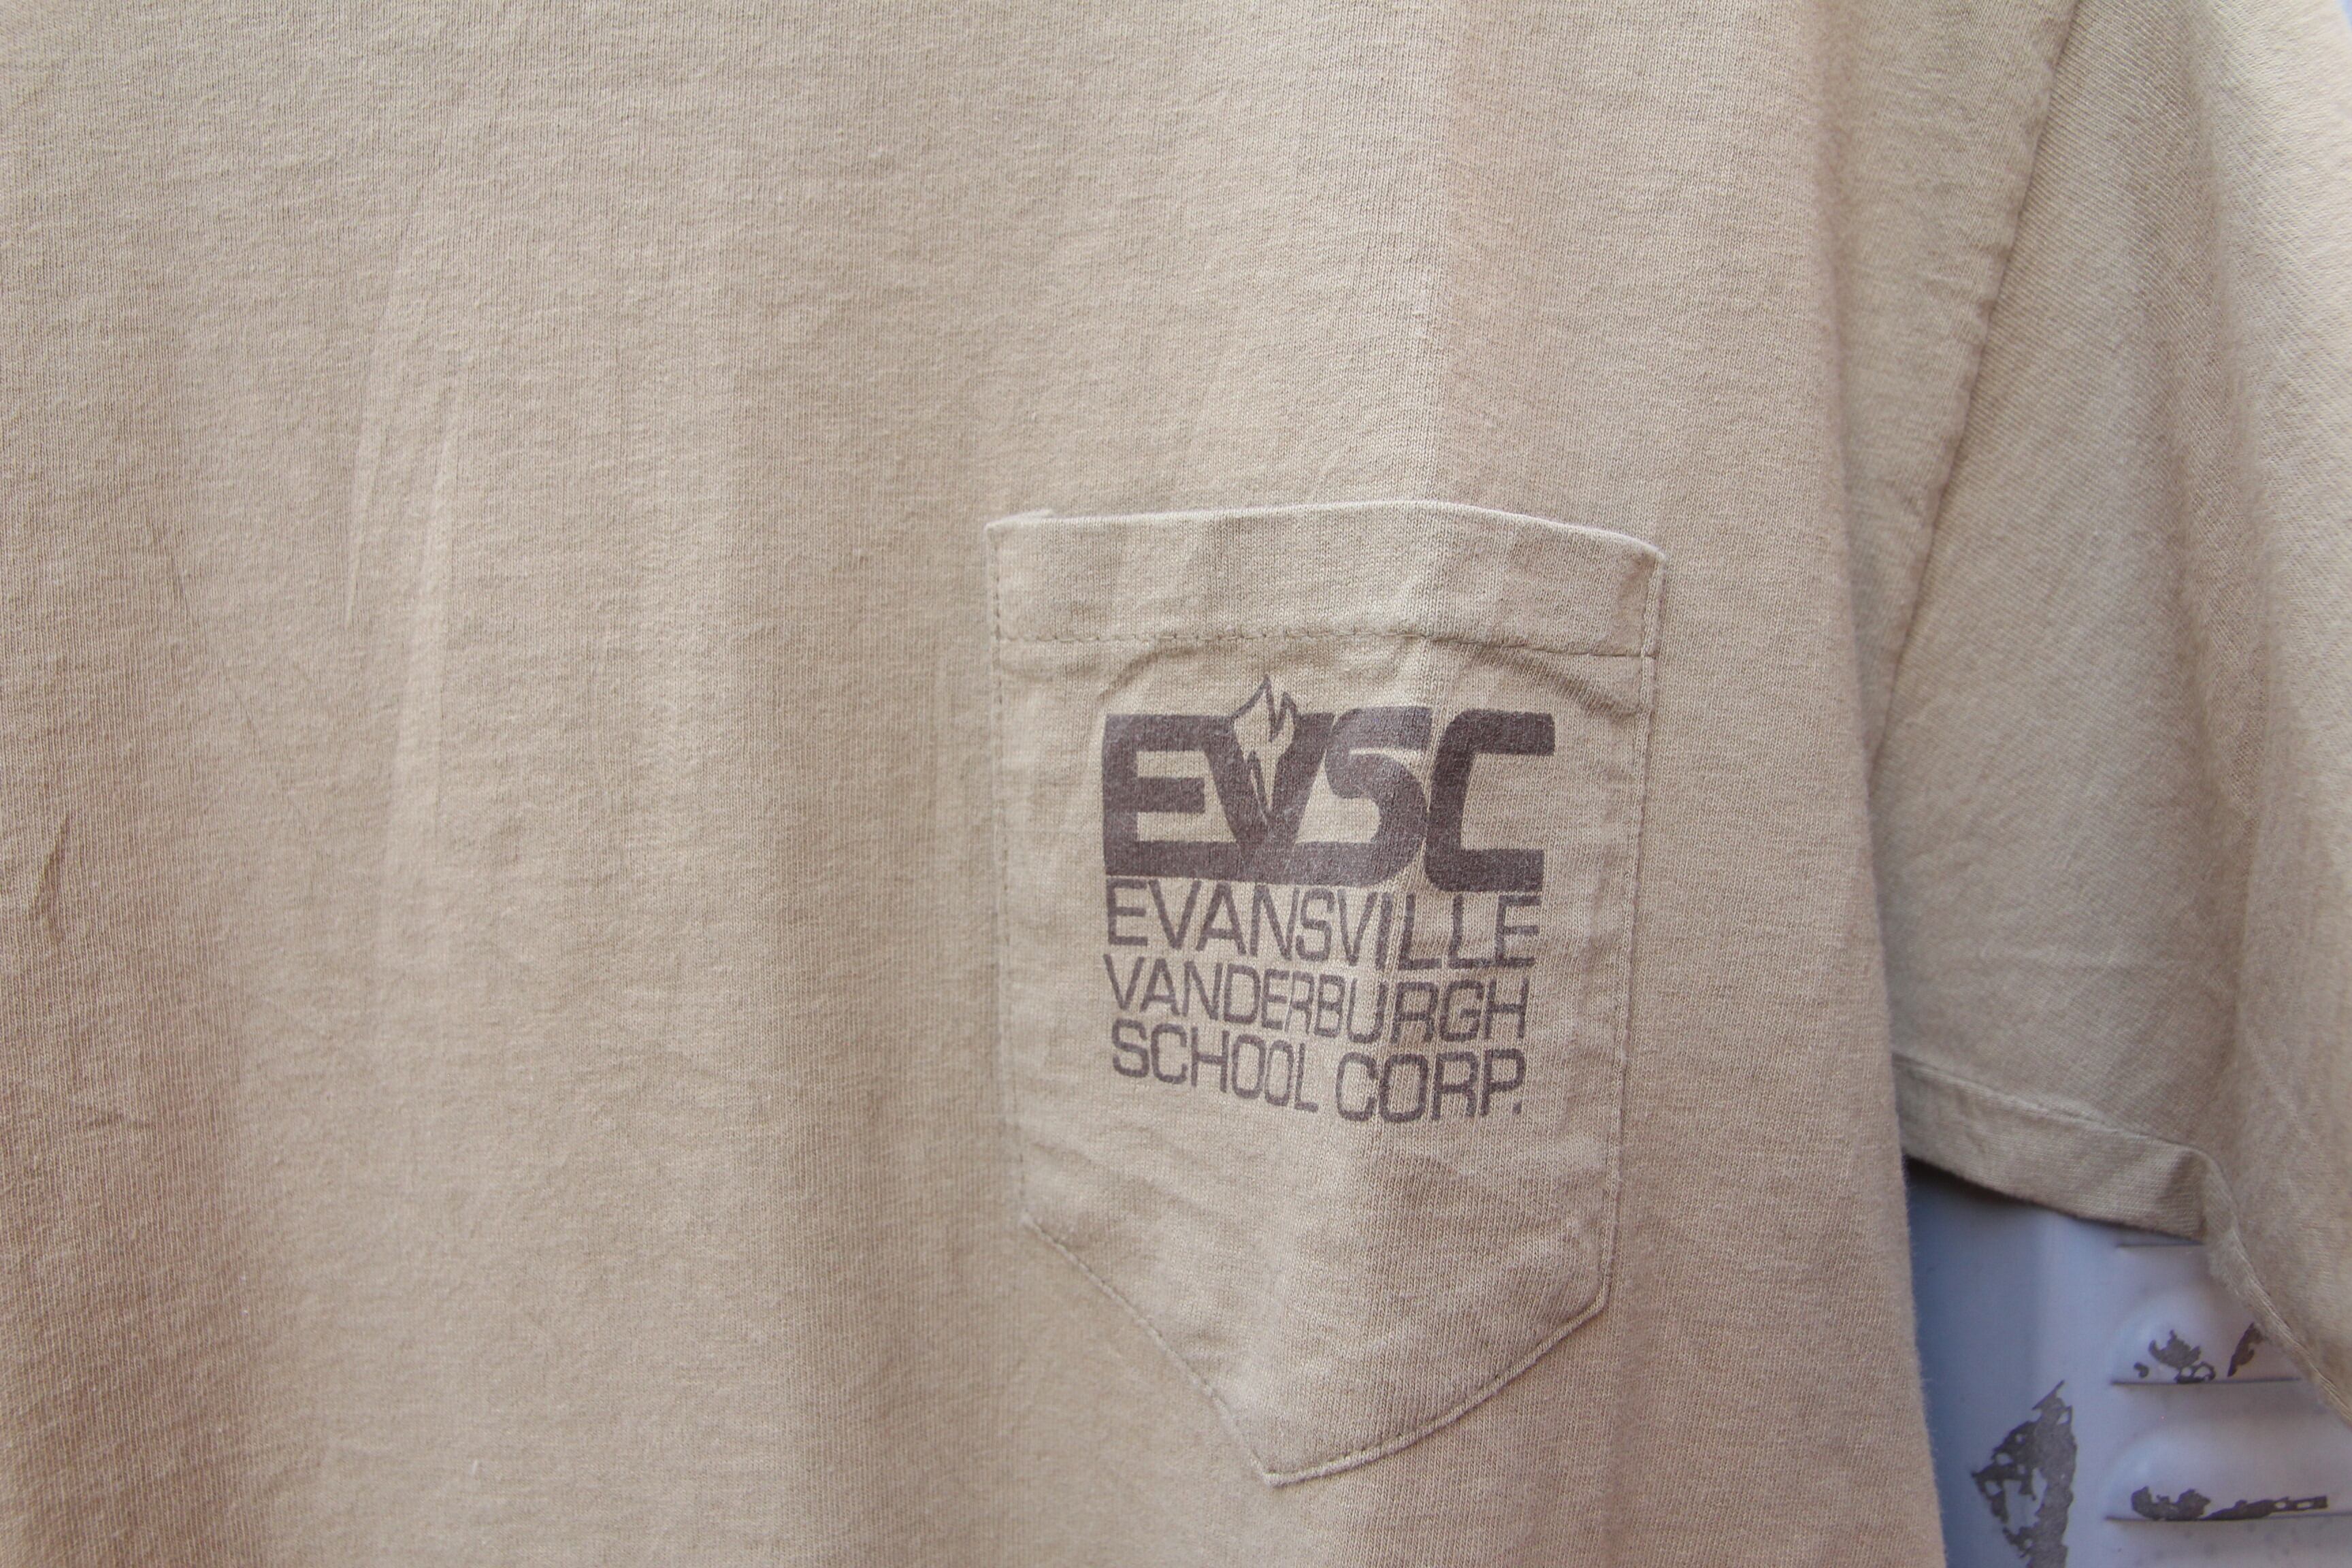 EVSC
EVANSVILLE
VANDERBURGH
SCHOOL CORP.